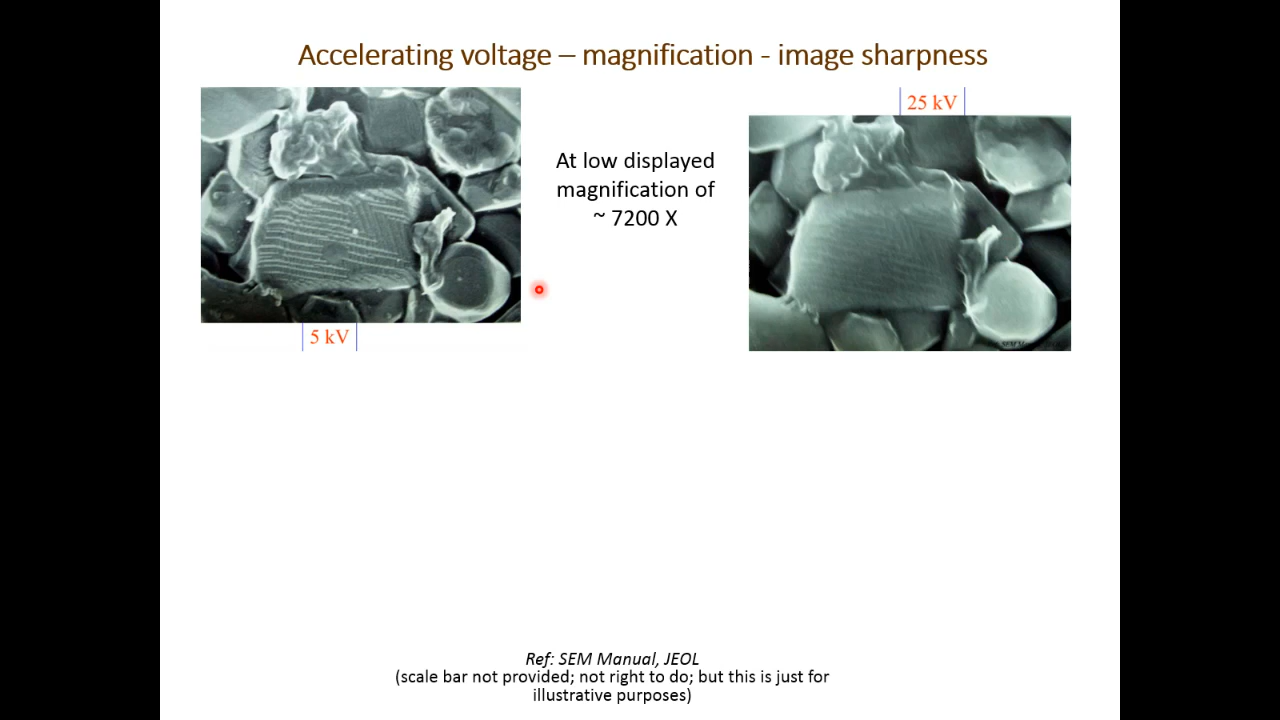 Accelerating voltage – magnification - image sharpness
25 kV
At low displayed
magnification of
~ 7200 X
5 kV
Ref: SEM Manual, JEOL
(scale bar not provided; not right to do; but this is just for
illustrative purposes)